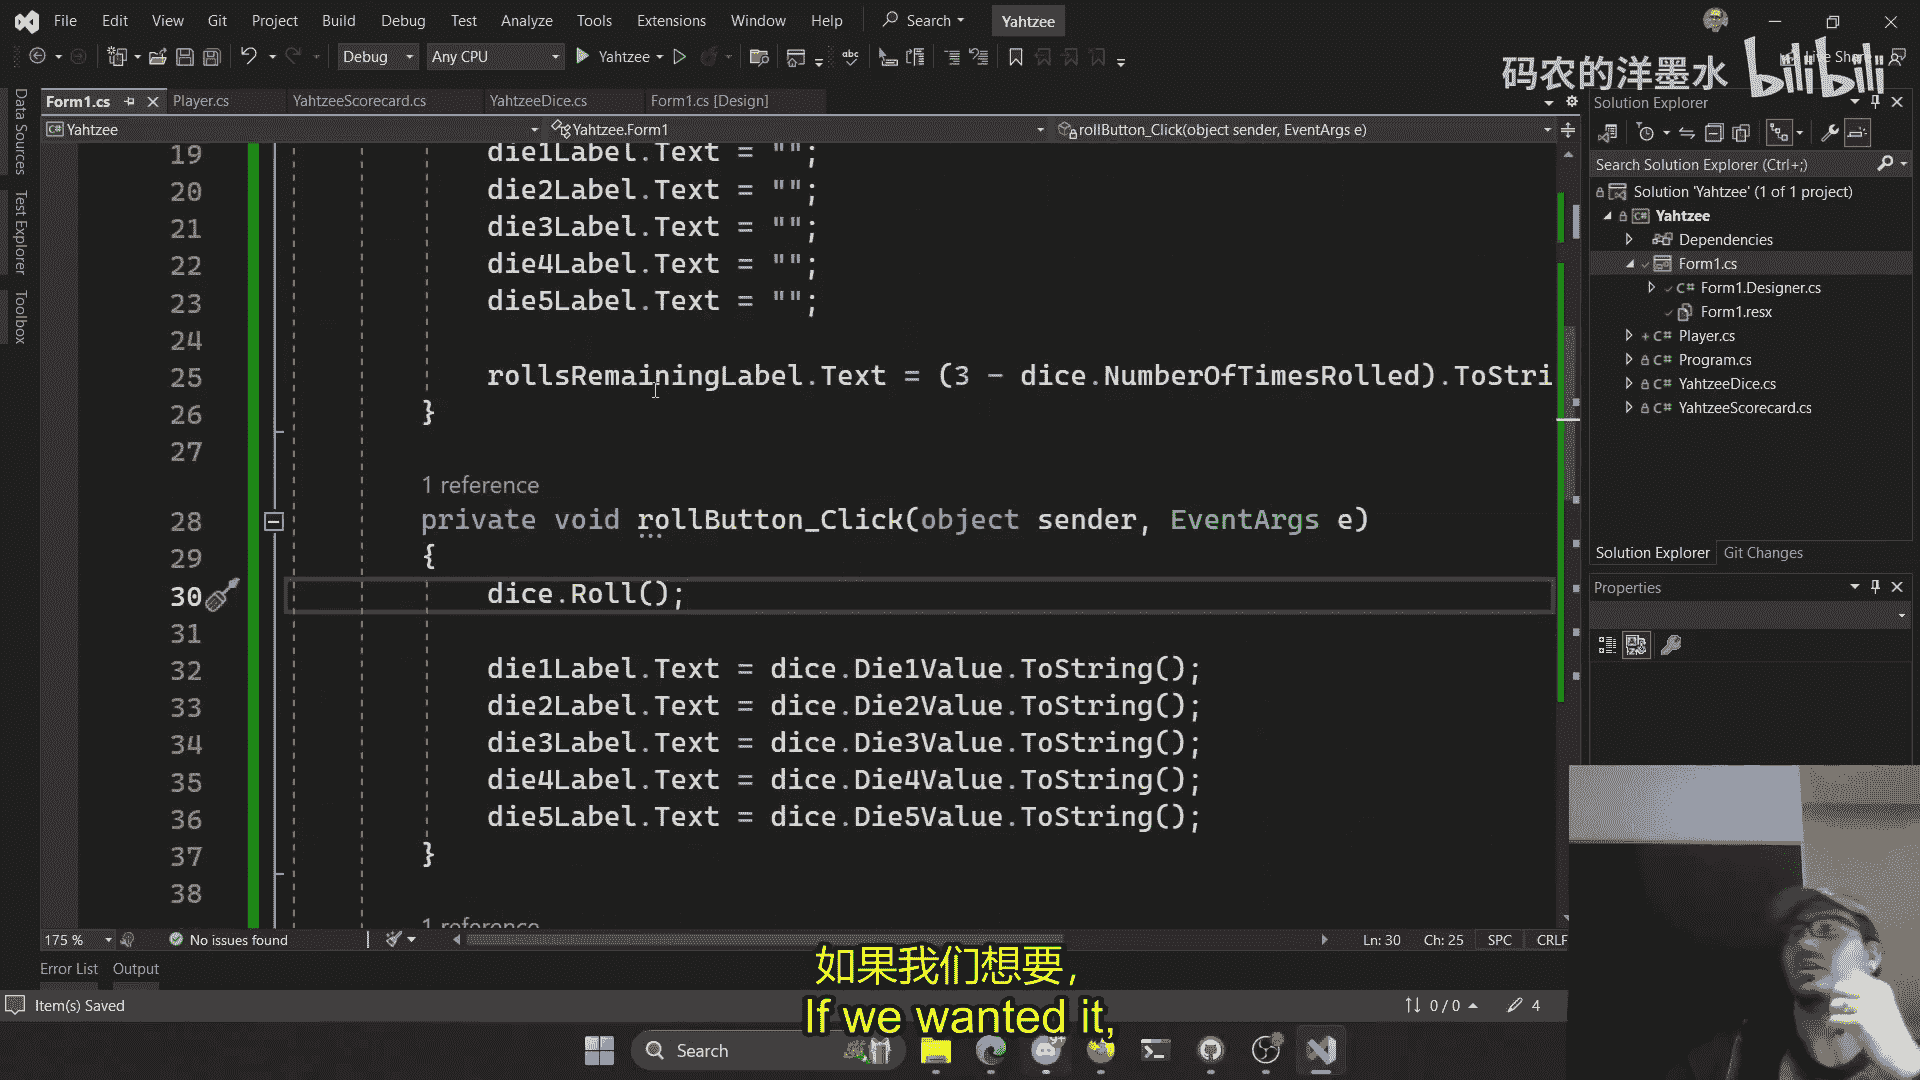 File Edit View Git Project Build Debug Test Analyze Tools Extensions Window Help Search Yahtzee
Debug Any CPU Yahtzee Live Share
码农的洋墨水 bilibili
Form1.cs Player.cs YahtzeeScorecard.cs YahtzeeDice.cs Form1.cs [Design]
Yahtzee Yahtzee.Form1 rollButton_Click(object sender, EventArgs e)
Data Sources
Test Explorer
Toolbox
19 die1Label.Text = "";
20 die2Label.Text = "";
21 die3Label.Text = "";
22 die4Label.Text = "";
23 die5Label.Text = "";
24
25 rollsRemainingLabel.Text = (3 - dice.NumberOfTimesRolled).ToStri
26 }
27
1 reference
28 private void rollButton_Click(object sender, EventArgs e)
29 {
30 dice.Roll();
31
32 die1Label.Text = dice.Die1Value.ToString();
33 die2Label.Text = dice.Die2Value.ToString();
34 die3Label.Text = dice.Die3Value.ToString();
35 die4Label.Text = dice.Die4Value.ToString();
36 die5Label.Text = dice.Die5Value.ToString();
37 }
38
1 reference
175 % No issues found Ln: 30 Ch: 25 SPC CRLF
Error List Output
Item(s) Saved 0 / 0 4
Solution Explorer
Search Solution Explorer (Ctrl+;)
Solution 'Yahtzee' (1 of 1 project)
Yahtzee
Dependencies
Form1.cs
Form1.Designer.cs
Form1.resx
Player.cs
Program.cs
YahtzeeDice.cs
YahtzeeScorecard.cs
Solution Explorer Git Changes
Properties
如果我们想要，
If we wanted it,
Search